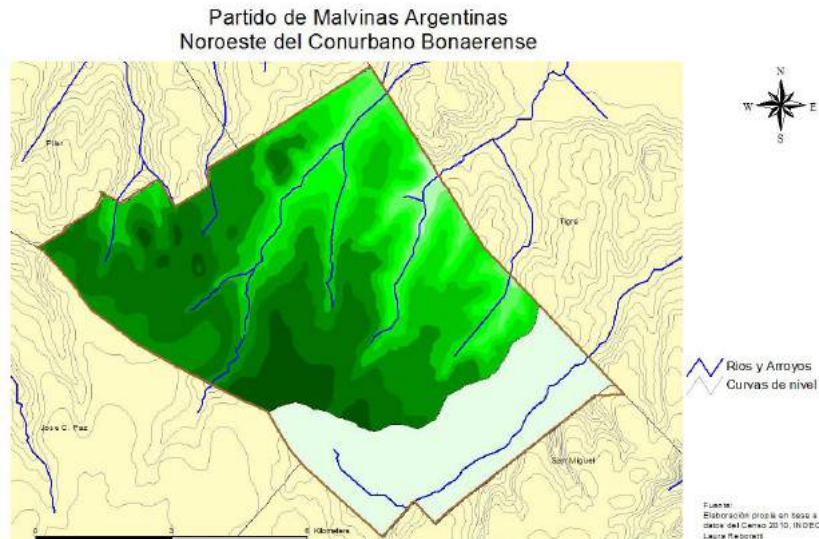 Partido de Malvinas Argentinas
Noroeste del Conurbano Bonaerense
N
W E
S
Pilar
Tigre
Rios y Arroyos
Curvas de nivel
Jose C. Paz
San Miguel
0 3 6 Kilometers
Fuente:
Elaboración propia en base a
datos del Censo 2010, INDEC
Laura Reboratti